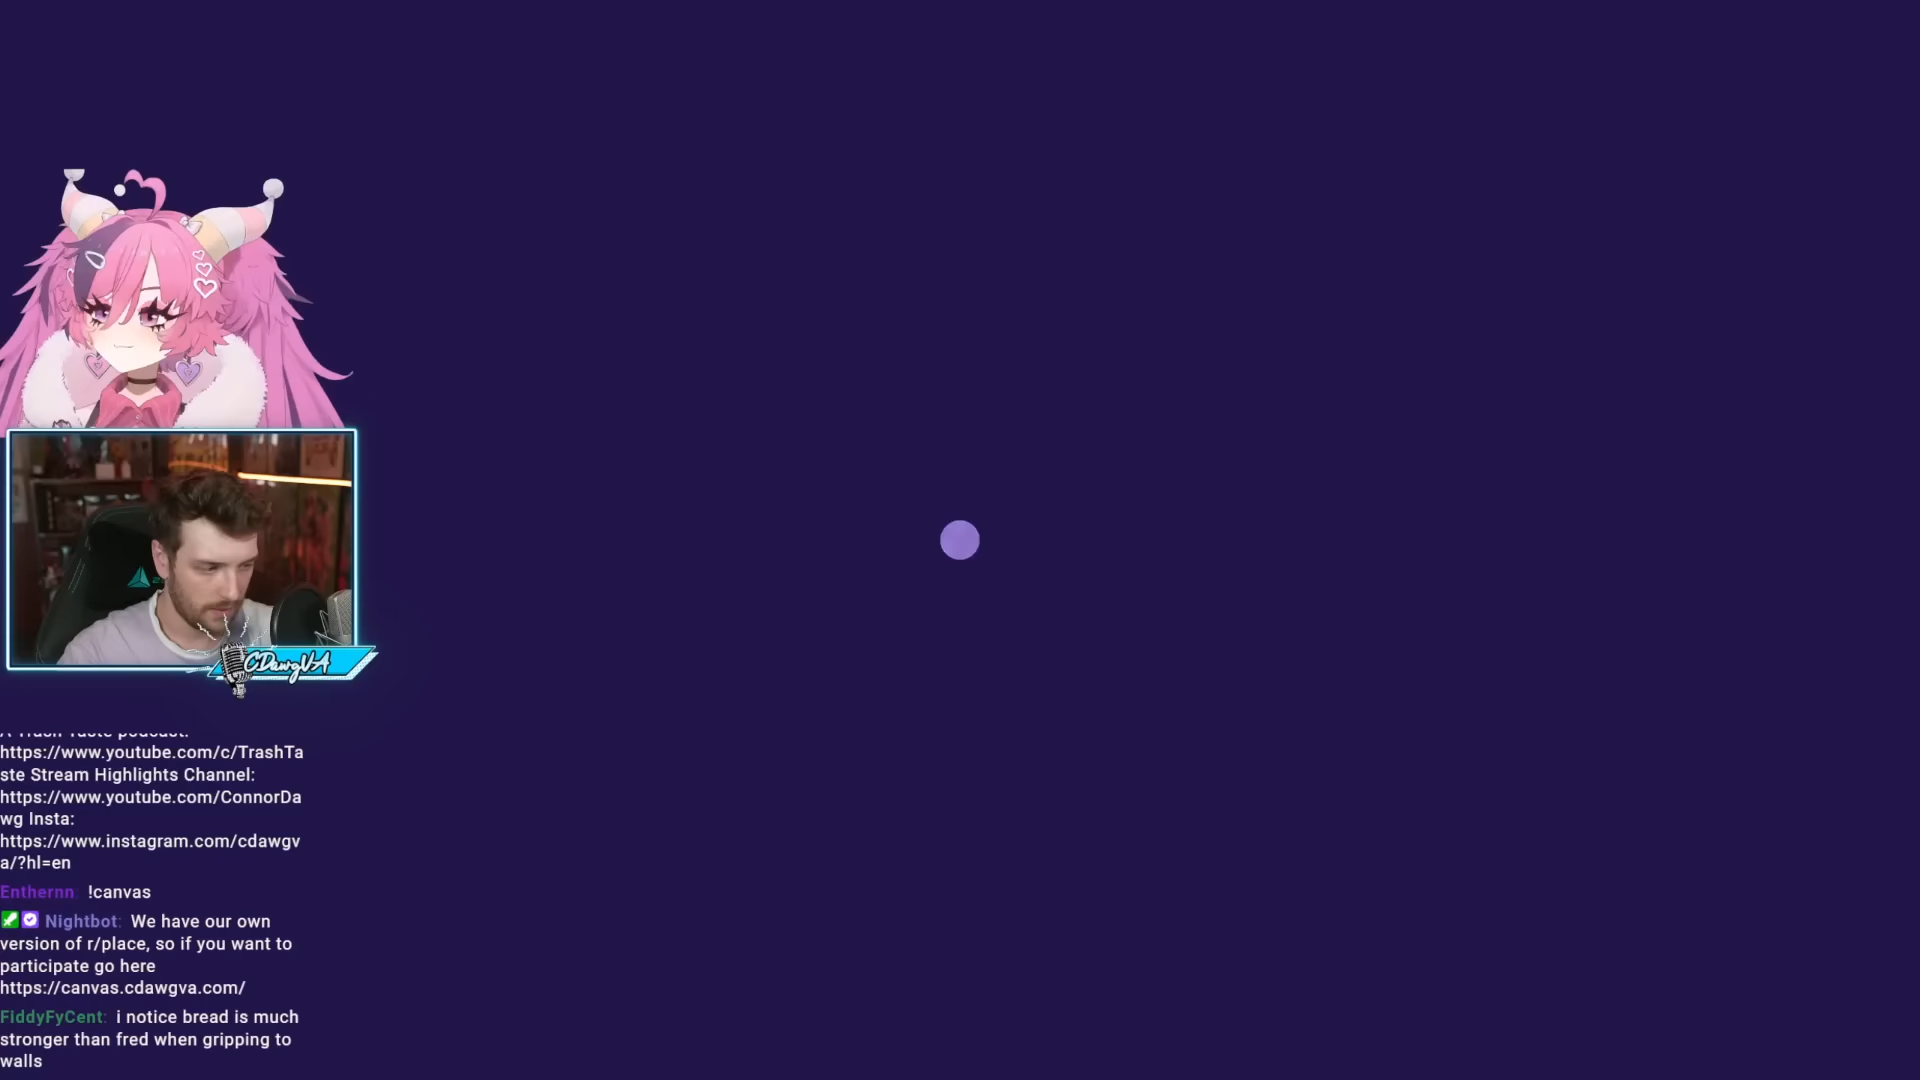 CDawgVA
A Trash Taste podcast:
https://www.youtube.com/c/TrashTa
ste Stream Highlights Channel:
https://www.youtube.com/ConnorDa
wg Insta:
https://www.instagram.com/cdawgv
a/?hl=en
Enthernn: !canvas
Nightbot: We have our own
version of r/place, so if you want to
participate go here
https://canvas.cdawgva.com/
FiddyFyCent: i notice bread is much
stronger than fred when gripping to
walls